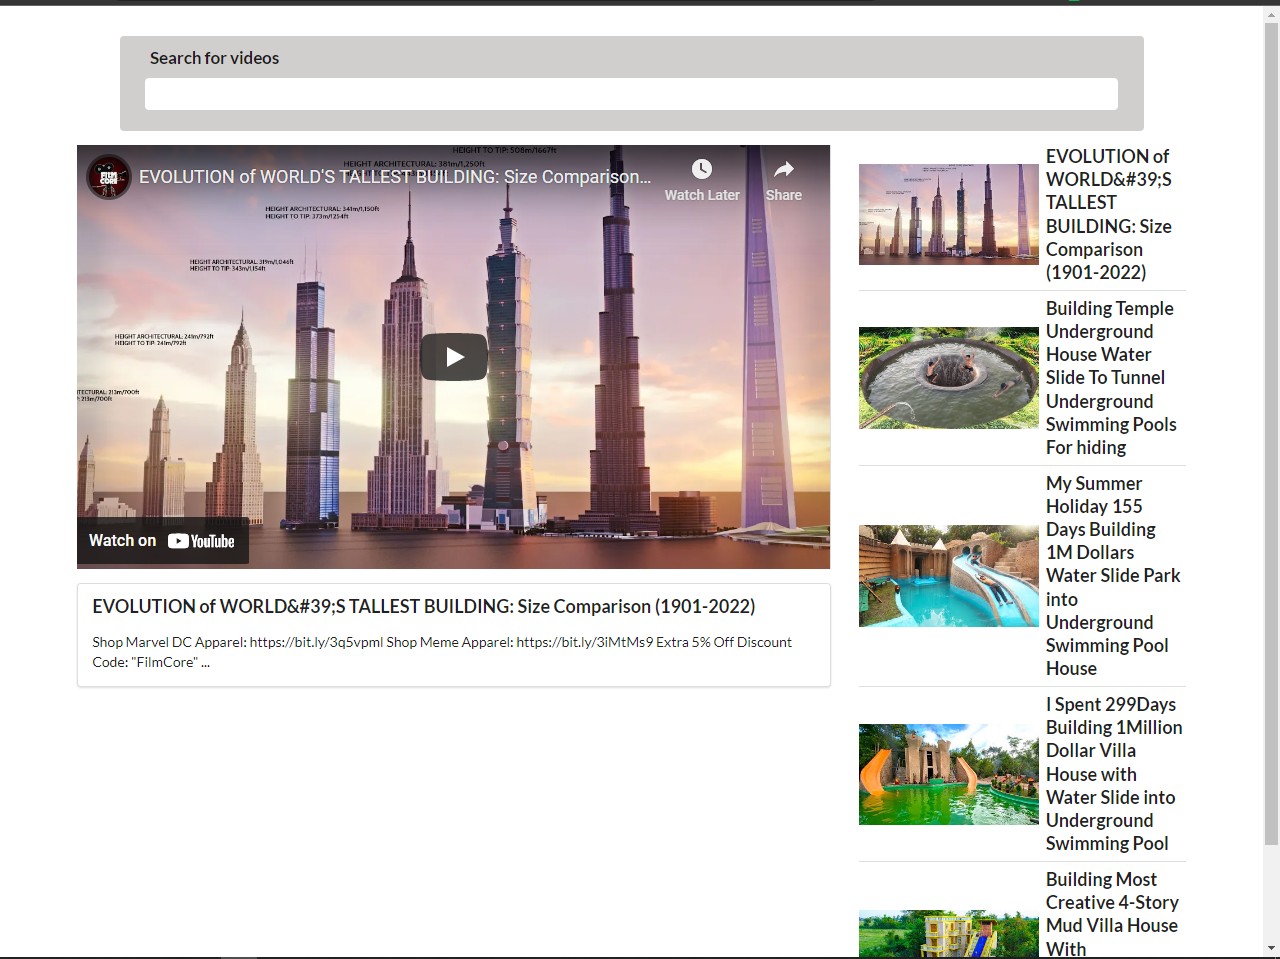 Search for videos
HEIGHT TO TIP: 508m/1667ft
HEIGHT ARCHITECTURAL: 381m/1,250ft
EVOLUTION of WORLD'S TALLEST BUILDING: Size Comparison...
Watch Later
Share
HEIGHT ARCHITECTURAL: 341m/1,150ft
HEIGHT TO TIP: 373m/1254ft
HEIGHT ARCHITECTURAL: 319m/1,046ft
HEIGHT TO TIP: 343m/1,154ft
HEIGHT ARCHITECTURAL: 241m/792ft
HEIGHT TO TIP: 241m/792ft
TECTURAL: 213m/700ft
P: 213m/700ft
FILM
CORE
Watch on YouTube
EVOLUTION of WORLD&#39;S TALLEST BUILDING: Size Comparison (1901-2022)
Shop Marvel DC Apparel: https://bit.ly/3q5vpml Shop Meme Apparel: https://bit.ly/3iMtMs9 Extra 5% Off Discount
Code: "FilmCore" ...
EVOLUTION of
WORLD&#39;S
TALLEST
BUILDING: Size
Comparison
(1901-2022)
Building Temple
Underground
House Water
Slide To Tunnel
Underground
Swimming Pools
For hiding
My Summer
Holiday 155
Days Building
1M Dollars
Water Slide Park
into
Underground
Swimming Pool
House
I Spent 299Days
Building 1Million
Dollar Villa
House with
Water Slide into
Underground
Swimming Pool
Building Most
Creative 4-Story
Mud Villa House
With